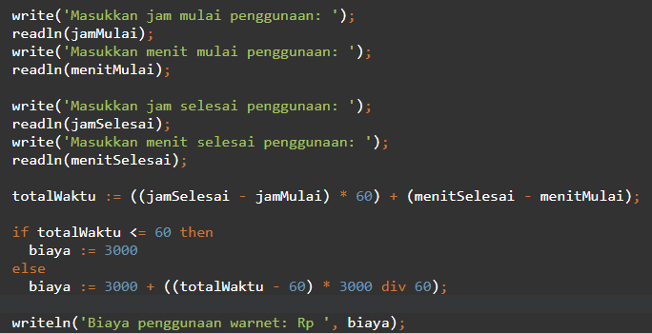 write('Masukkan jam mulai penggunaan: ');
readln(jamMulai);
write('Masukkan menit mulai penggunaan: ');
readln(menitMulai);

write('Masukkan jam selesai penggunaan: ');
readln(jamSelesai);
write('Masukkan menit selesai penggunaan: ');
readln(menitSelesai);

totalWaktu := ((jamSelesai - jamMulai) * 60) + (menitSelesai - menitMulai);

if totalWaktu <= 60 then
  biaya := 3000
else
  biaya := 3000 + ((totalWaktu - 60) * 3000 div 60);

writeln('Biaya penggunaan warnet: Rp ', biaya);